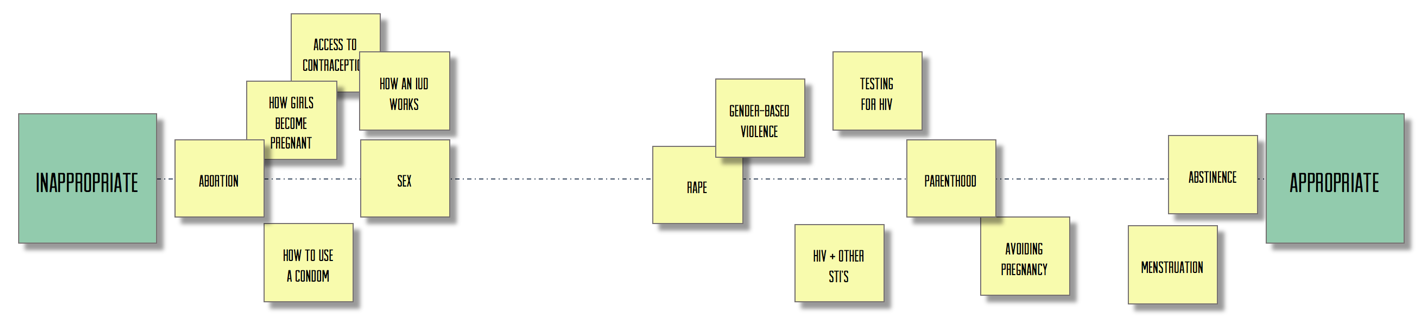 INAPPROPRIATE
ABORTION
HOW GIRLS
BECOME
PREGNANT
ACCESS TO
CONTRACEPTIO
HOW AN IUD
WORKS
SEX
HOW TO USE
A CONDOM
RAPE
GENDER-BASED
VIOLENCE
TESTING
FOR HIV
HIV + OTHER
STI'S
PARENTHOOD
AVOIDING
PREGNANCY
ABSTINENCE
MENSTRUATION
APPROPRIATE